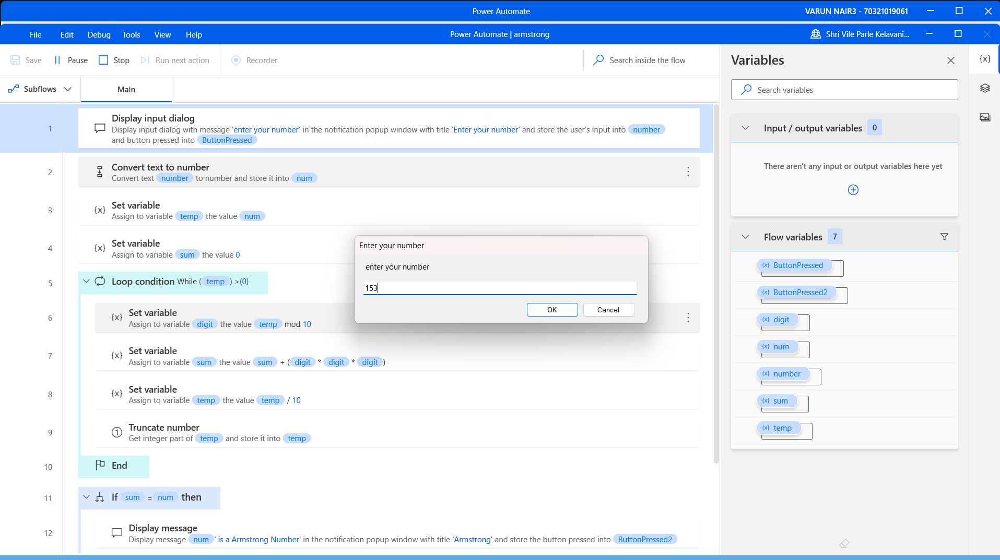 Power Automate
VARUN NAIR3 - 70321019061
File Edit Debug Tools View Help
Power Automate | armstrong
Shri Vile Parle Kelavani...
Save Pause Stop Run next action Recorder
Search inside the flow
Subflows
Main
1
Display input dialog
Display input dialog with message 'enter your number' in the notification popup window with title 'Enter your number' and store the user's input into number
and button pressed into ButtonPressed
2
Convert text to number
Convert text number to number and store it into num
3
{x}
Set variable
Assign to variable temp the value num
4
{x}
Set variable
Assign to variable sum the value 0
5
Loop condition While ( temp ) >(0)
6
{x}
Set variable
Assign to variable digit the value temp mod 10
7
{x}
Set variable
Assign to variable sum the value sum + ( digit * digit * digit )
8
{x}
Set variable
Assign to variable temp the value temp / 10
9
1
Truncate number
Get integer part of temp and store it into temp
10
End
11
If sum = num then
12
Display message
Display message num ' is a Armstrong Number' in the notification popup window with title 'Armstrong' and store the button pressed into ButtonPressed2
Enter your number
enter your number
153
OK Cancel
Variables
{x}
Search variables
Input / output variables 0
There aren't any input or output variables here yet
Flow variables 7
{x} ButtonPressed
{x} ButtonPressed2
{x} digit
{x} num
{x} number
{x} sum
{x} temp